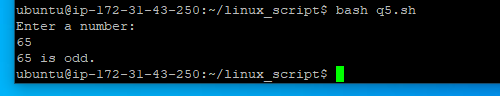 ubuntu@ip-172-31-43-250:~/linux_script$ bash q5.sh
Enter a number:
65
65 is odd.
ubuntu@ip-172-31-43-250:~/linux_script$